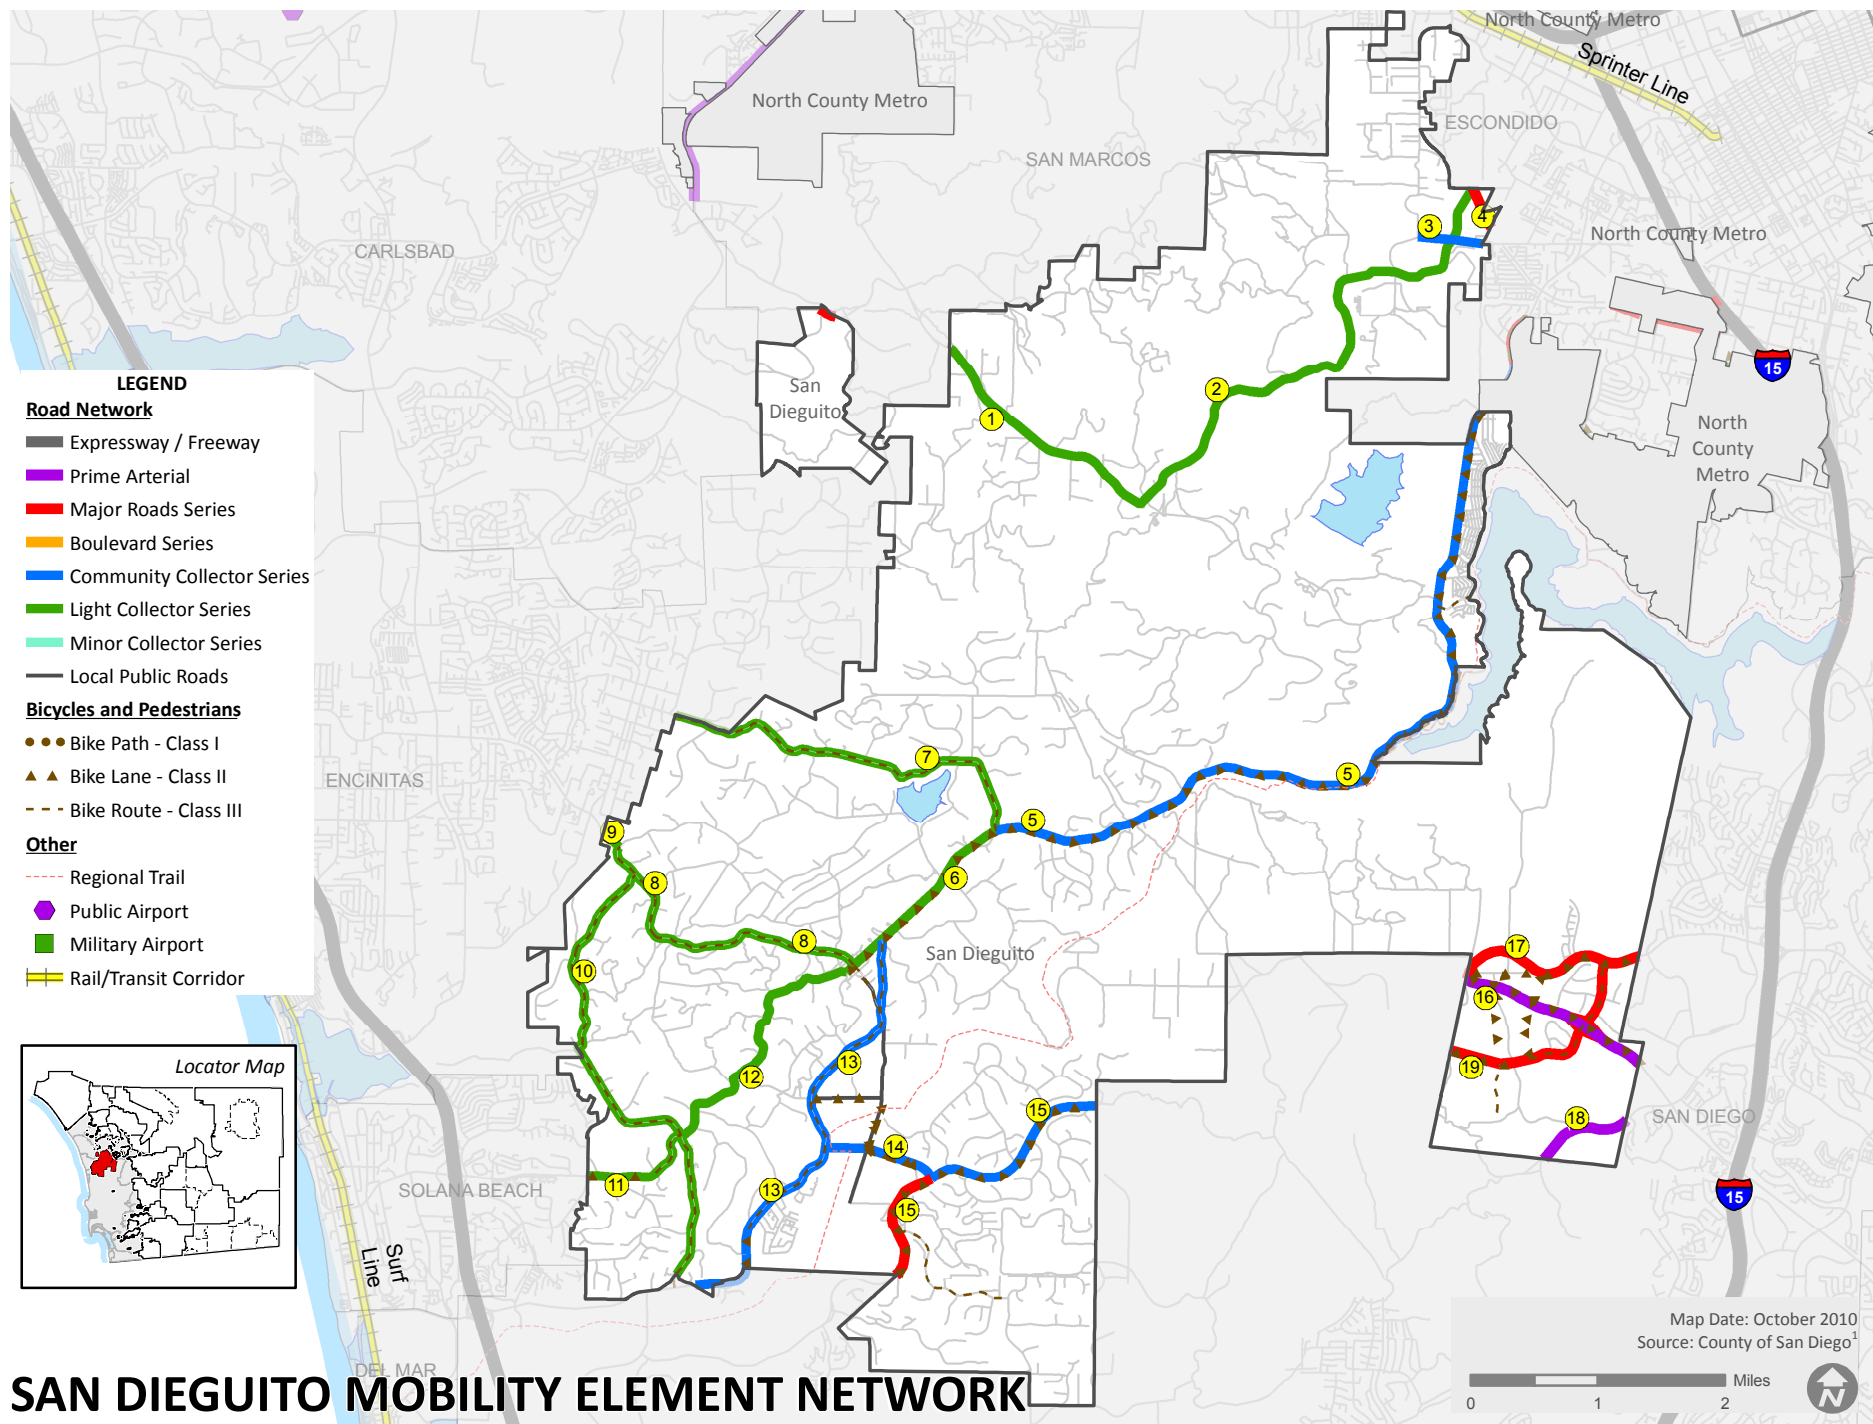 North County Metro
Sprinter Line
North County Metro
ESCONDIDO
SAN MARCOS
3
4
North County Metro
CARLSBAD
15
San
Dieguito
2
1
North
County
Metro
LEGEND
Road Network
Expressway / Freeway
Prime Arterial
Major Roads Series
Boulevard Series
Community Collector Series
Light Collector Series
Minor Collector Series
Local Public Roads
Bicycles and Pedestrians
Bike Path - Class I
Bike Lane - Class II
Bike Route - Class III
Other
Regional Trail
Public Airport
Military Airport
Rail/Transit Corridor
7
5
ENCINITAS
5
9
6
8
8
17
San Dieguito
10
16
13
19
12
15
18
SAN DIEGO
14
11
13
15
15
SOLANA BEACH
Locator Map
Surf
Line
DEL MAR
Map Date: October 2010
Source: County of San Diego1
Miles
0 1 2
N
SAN DIEGUITO MOBILITY ELEMENT NETWORK